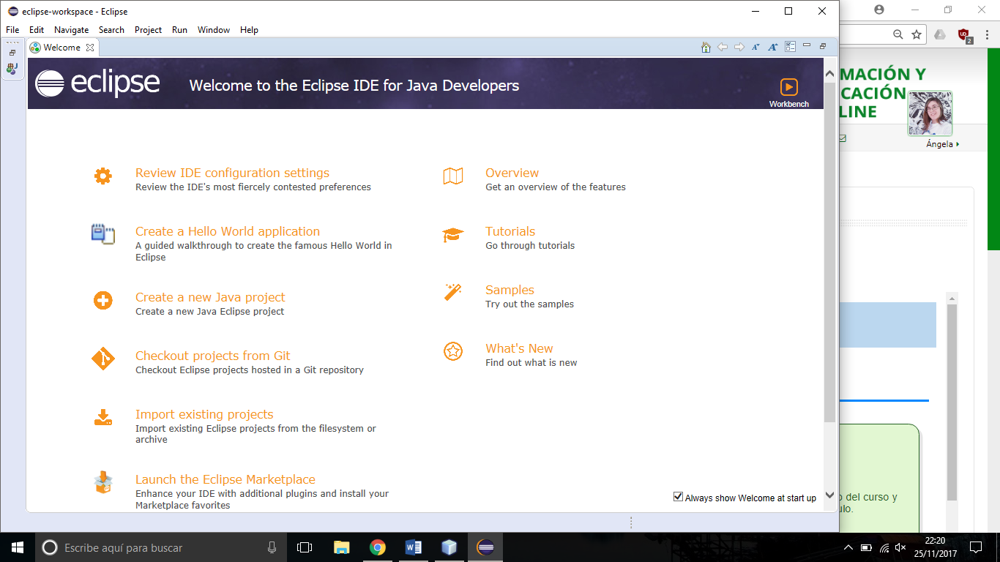 eclipse-workspace - Eclipse
File Edit Navigate Search Project Run Window Help
Welcome
eclipse
Welcome to the Eclipse IDE for Java Developers
Workbench
Review IDE configuration settings
Review the IDE's most fiercely contested preferences
Create a Hello World application
A guided walkthrough to create the famous Hello World in
Eclipse
Create a new Java project
Create a new Java Eclipse project
Checkout projects from Git
Checkout Eclipse projects hosted in a Git repository
Import existing projects
Import existing Eclipse projects from the filesystem or
archive
Launch the Eclipse Marketplace
Enhance your IDE with additional plugins and install your
Marketplace favorites
Overview
Get an overview of the features
Tutorials
Go through tutorials
Samples
Try out the samples
What's New
Find out what is new
Always show Welcome at start up
2
MACIÓN Y
CACIÓN
LINE
Ángela
o del curso y
ulo.
Escribe aquí para buscar
22:20
25/11/2017